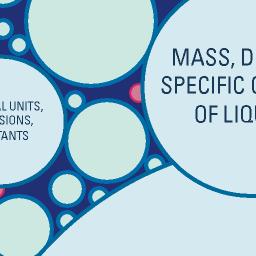 MASS, D
SPECIFIC
OF LIQU
AL UNITS,
SIONS,
TANTS